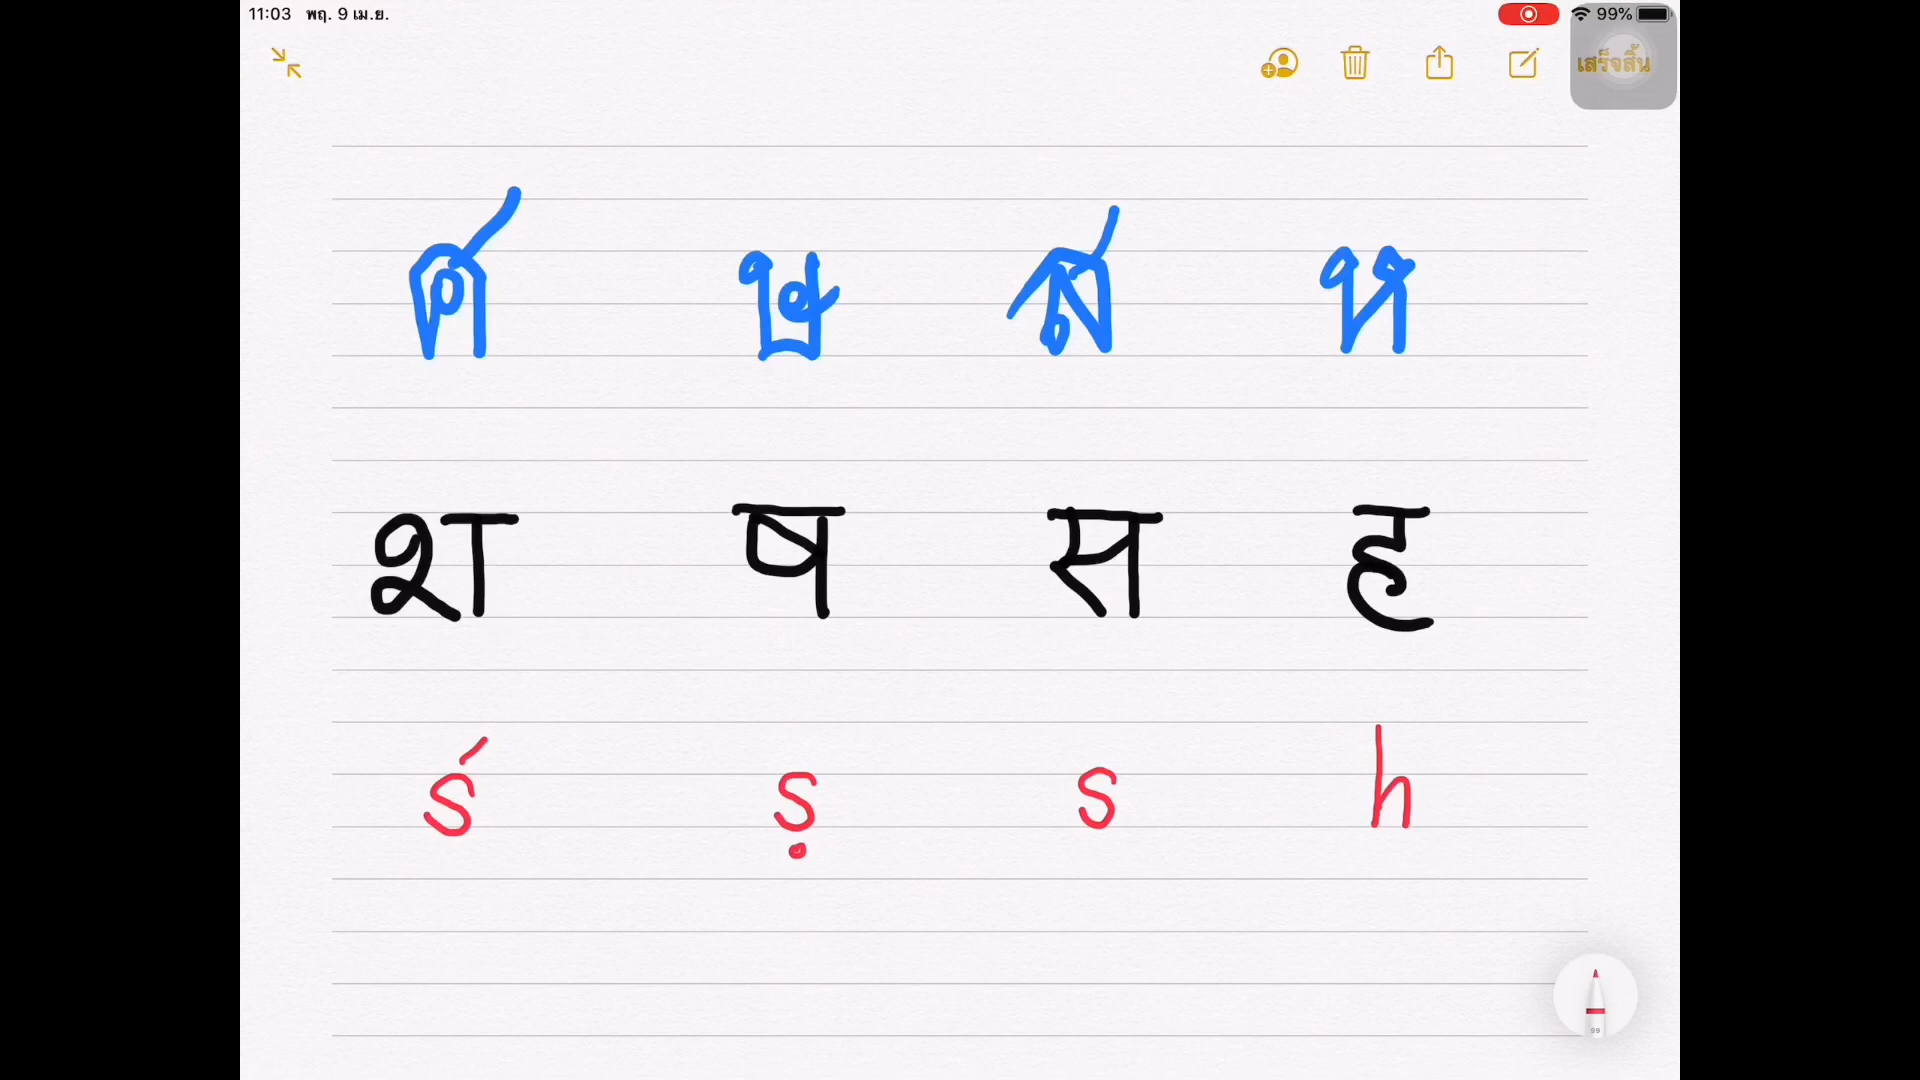 11:03 พฤ. 9 เม.ย. 99%
เสร็จสิ้น
ศ ษ ส ห
श ष स ह
ś ṣ s h
99